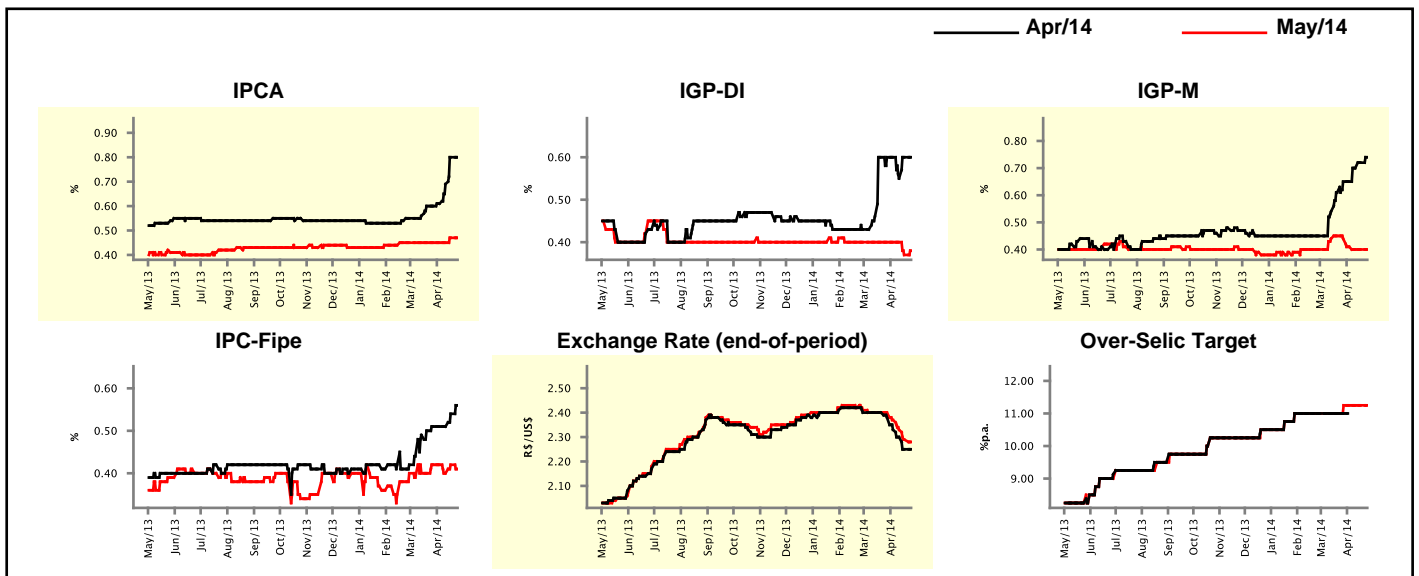 Apr/14
May/14
IPCA
0.90
0.80
0.70
0.60
0.50
0.40
%
May/13
Jun/13
Jul/13
Aug/13
Sep/13
Oct/13
Nov/13
Dec/13
Jan/14
Feb/14
Mar/14
Apr/14
IGP-DI
0.60
0.40
%
May/13
Jun/13
Jul/13
Aug/13
Sep/13
Oct/13
Nov/13
Dec/13
Jan/14
Feb/14
Mar/14
Apr/14
IGP-M
0.80
0.70
0.60
0.50
0.40
%
May/13
Jun/13
Jul/13
Aug/13
Sep/13
Oct/13
Nov/13
Dec/13
Jan/14
Feb/14
Mar/14
Apr/14
IPC-Fipe
0.60
0.50
0.40
%
May/13
Jun/13
Jul/13
Aug/13
Sep/13
Oct/13
Nov/13
Dec/13
Jan/14
Feb/14
Mar/14
Apr/14
Exchange Rate (end-of-period)
2.50
2.40
2.30
2.20
2.10
R$/US$
May/13
Jun/13
Jul/13
Aug/13
Sep/13
Oct/13
Nov/13
Dec/13
Jan/14
Feb/14
Mar/14
Apr/14
Over-Selic Target
12.00
11.00
10.00
9.00
%p.a.
May/13
Jun/13
Jul/13
Aug/13
Sep/13
Oct/13
Nov/13
Dec/13
Jan/14
Feb/14
Mar/14
Apr/14